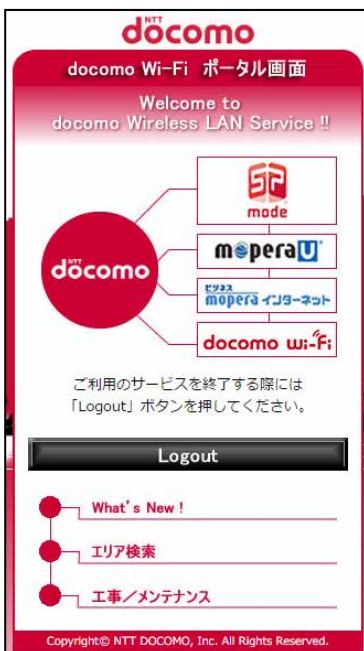 NTT
döcomo
docomo Wi-Fi ポータル画面
Welcome to
docomo Wireless LAN Service !!
SP
mode
NTT
döcomo
mopera U
ビジネス
mopera インターネット
docomo wi-Fi
ご利用のサービスを終了する際には
「Logout」ボタンを押してください。
Logout
What's New !
エリア検索
工事／メンテナンス
Copyright© NTT DOCOMO, Inc. All Rights Reserved.